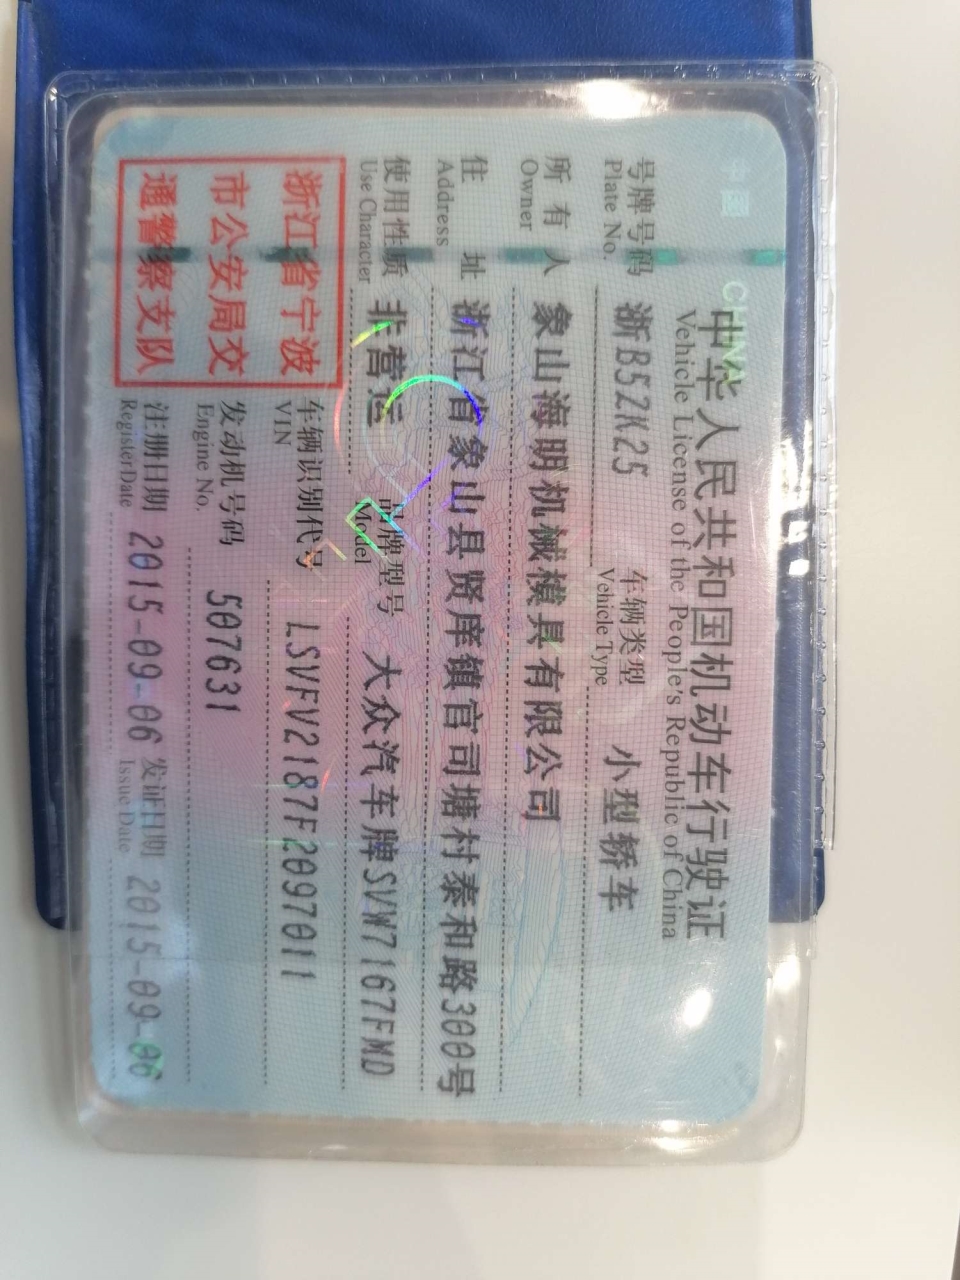 中国
CHINA
中华人民共和国机动车行驶证
Vehicle License of the People's Republic of China
号牌号码 浙B5ZK25 车辆类型 小型轿车
Plate No. Vehicle Type
所有人 象山海明机械模具有限公司
Owner
住址 浙江省象山县贤庠镇官司塘村泰和路300号
Address
使用性质 非营运 品牌型号 大众汽车牌SVW7167FMD
Use Character Model
浙江省宁波
市公安局交
通警察支队
车辆识别代号 LSVFV2187F2097011
VIN
发动机号码 507631
Engine No.
注册日期 2015-09-06 发证日期 2015-09-06
RegisterDate Issue Date